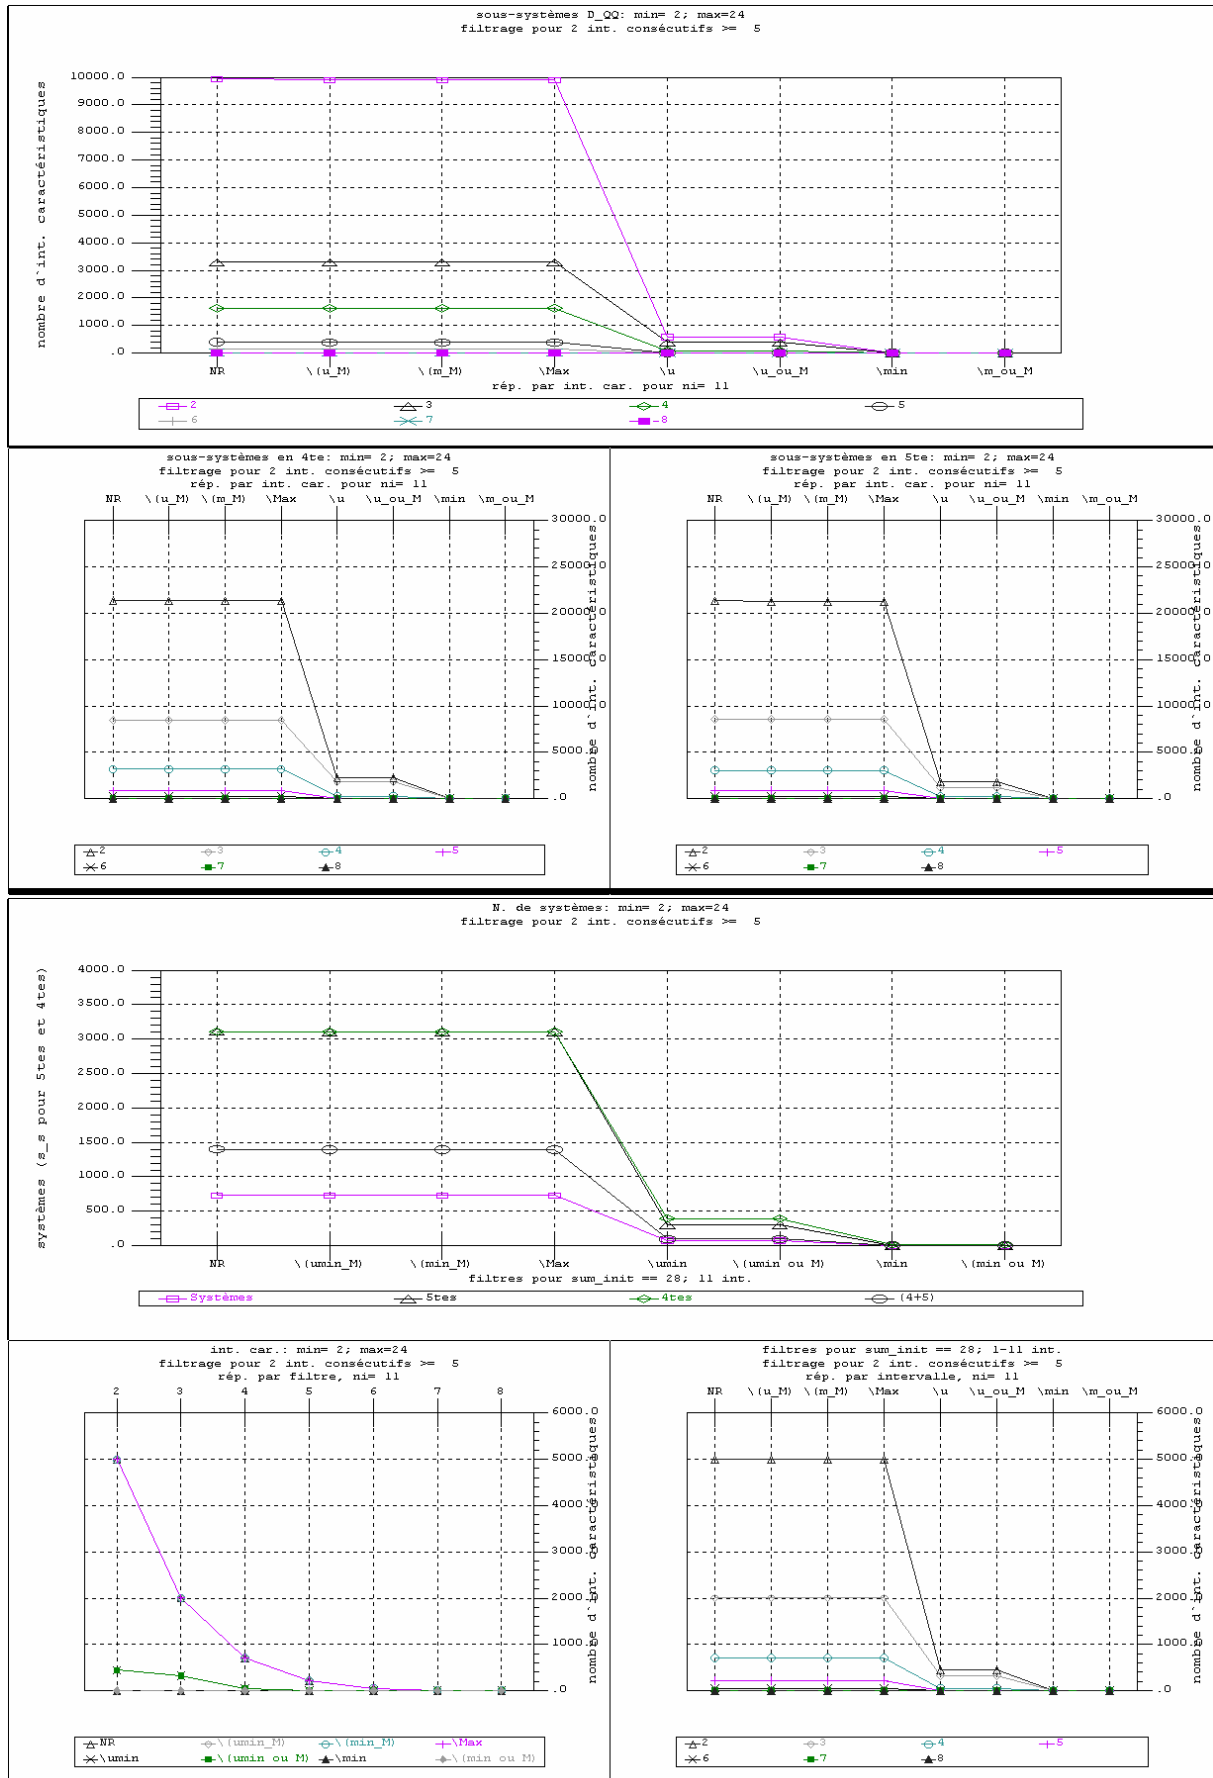 sous-systèmes D_QQ: min= 2; max=24
filtrage pour 2 int. consécutifs >=  5
nombre d`int. caractéristiques
10000.0
9000.0
8000.0
7000.0
6000.0
5000.0
4000.0
3000.0
2000.0
1000.0
.0
NR \(u_M) \(m_M) \Max \u \u_ou_M \min \m_ou_M
rép. par int. car. pour ni= 11
2 3 4 5
6 7 8
sous-systèmes en 4te: min= 2; max=24
filtrage pour 2 int. consécutifs >=  5
rép. par int. car. pour ni= 11
NR \(u_M) \(m_M) \Max \u \u_ou_M \min \m_ou_M
30000.0
25000.0
20000.0
15000.0
10000.0
5000.0
.0
nombre d`int. caractéristiques
2 3 4 5
6 7 8
sous-systèmes en 5te: min= 2; max=24
filtrage pour 2 int. consécutifs >=  5
rép. par int. car. pour ni= 11
NR \(u_M) \(m_M) \Max \u \u_ou_M \min \m_ou_M
30000.0
25000.0
20000.0
15000.0
10000.0
5000.0
.0
nombre d`int. caractéristiques
2 3 4 5
6 7 8
N. de systèmes: min= 2; max=24
filtrage pour 2 int. consécutifs >=  5
systèmes (s_s pour 5tes et 4tes)
4000.0
3500.0
3000.0
2500.0
2000.0
1500.0
1000.0
500.0
.0
NR \(umin_M) \(min_M) \Max \umin \(umin ou M) \min \(min ou M)
filtres pour sum_init == 28; 11 int.
Systèmes 5tes 4tes (4+5)
int. car.: min= 2; max=24
filtrage pour 2 int. consécutifs >=  5
rép. par filtre, ni= 11
2 3 4 5 6 7 8
6000.0
5000.0
4000.0
3000.0
2000.0
1000.0
.0
nombre d`int. caractéristiques
NR \(umin_M) \(min_M) \Max
\umin \(umin ou M) \min \(min ou M)
filtres pour sum_init == 28; 1-11 int.
filtrage pour 2 int. consécutifs >=  5
rép. par intervalle, ni= 11
NR \(u_M) \(m_M) \Max \u \u_ou_M \min \m_ou_M
6000.0
5000.0
4000.0
3000.0
2000.0
1000.0
.0
nombre d`int. caractéristiques
2 3 4 5
6 7 8